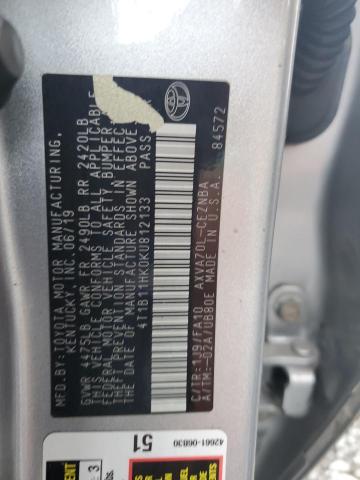 MFD. BY: TOYOTA MOTOR MANUFACTURING,
KENTUCKY, INC. 06/19
GVWR 4475LB GAWR FR 2490LB RR 2420LB
THIS VEHICLE CONFORMS TO ALL APPLICABLE
FEDERAL MOTOR VEHICLE SAFETY, BUMPER,
AND THEFT PREVENTION STANDARDS IN EFFECT ON
THE DATE OF MANUFACTURE SHOWN ABOVE.
4T1B11HK0KU812133 PASS
C/TR: 1J9/FA10 AXVA70L-CEZNBA
A/TM: -02A/UB80E MADE IN U.S.A.
84572
42661-06B30
51
3